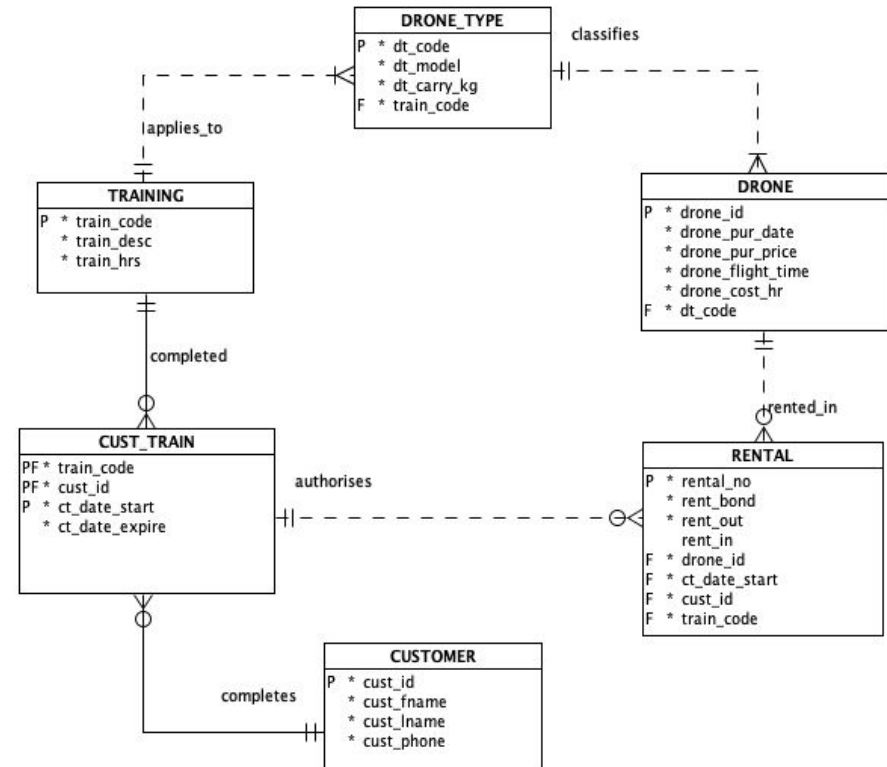 DRONE_TYPE
P * dt_code
* dt_model
* dt_carry_kg
F * train_code
classifies
applies_to
TRAINING
P * train_code
* train_desc
* train_hrs
DRONE
P * drone_id
* drone_pur_date
* drone_pur_price
* drone_flight_time
* drone_cost_hr
F * dt_code
completed
rented_in
CUST_TRAIN
PF * train_code
PF * cust_id
P * ct_date_start
* ct_date_expire
authorises
RENTAL
P * rental_no
* rent_bond
* rent_out
rent_in
F * drone_id
F * ct_date_start
F * cust_id
F * train_code
completes
CUSTOMER
P * cust_id
* cust_fname
* cust_lname
* cust_phone